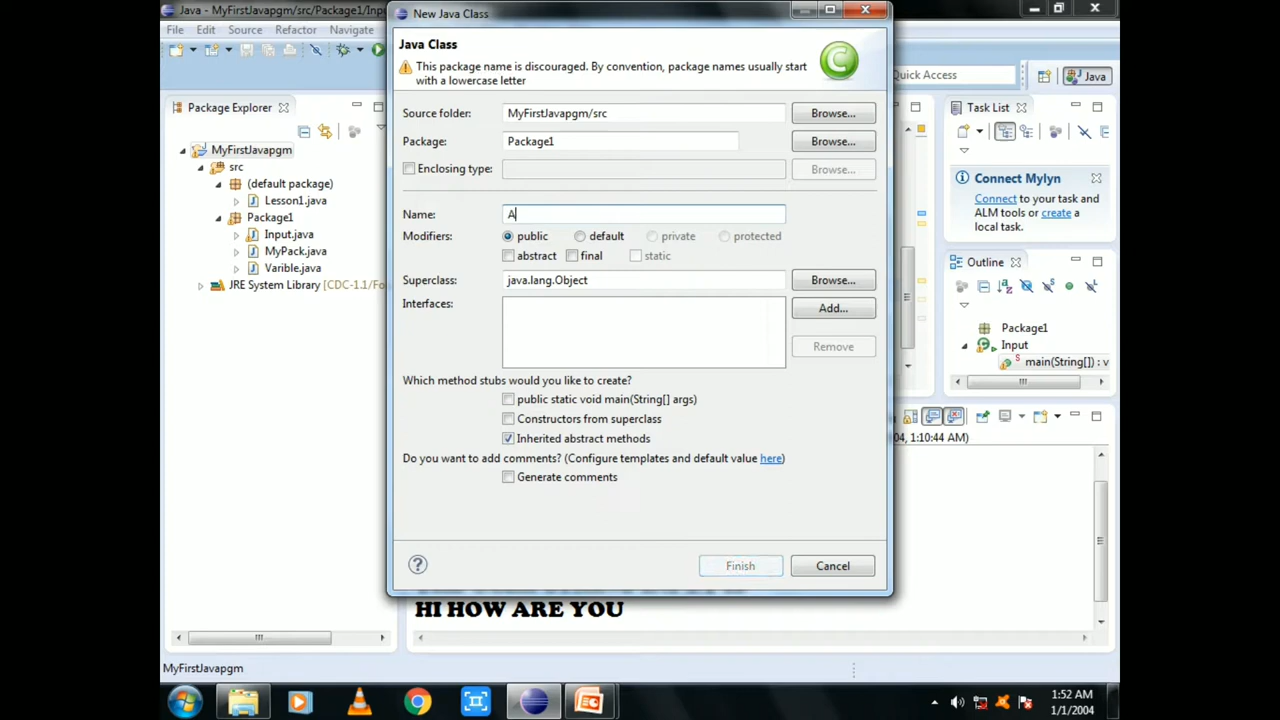 Java - MyFirstJavapgm/src/Package1/Inpu
New Java Class
File Edit Source Refactor Navigate
Java Class
This package name is discouraged. By convention, package names usually start
with a lowercase letter
Quick Access
Java
Package Explorer
Task List
Source folder: MyFirstJavapgm/src Browse...
Package: Package1 Browse...
Enclosing type: Browse...
MyFirstJavapgm
src
(default package)
Lesson1.java
Package1
Input.java
MyPack.java
Varible.java
JRE System Library [CDC-1.1/Fo
Name: A
Modifiers: public default private protected
abstract final static
Superclass: java.lang.Object Browse...
Interfaces: Add...
Remove
Which method stubs would you like to create?
public static void main(String[] args)
Constructors from superclass
Inherited abstract methods
Do you want to add comments? (Configure templates and default value here)
Generate comments
? Finish Cancel
Connect Mylyn
Connect to your task and
ALM tools or create a
local task.
Outline
Package1
Input
main(String[]) : v
04, 1:10:44 AM)
HI HOW ARE YOU
MyFirstJavapgm
1:52 AM
1/1/2004